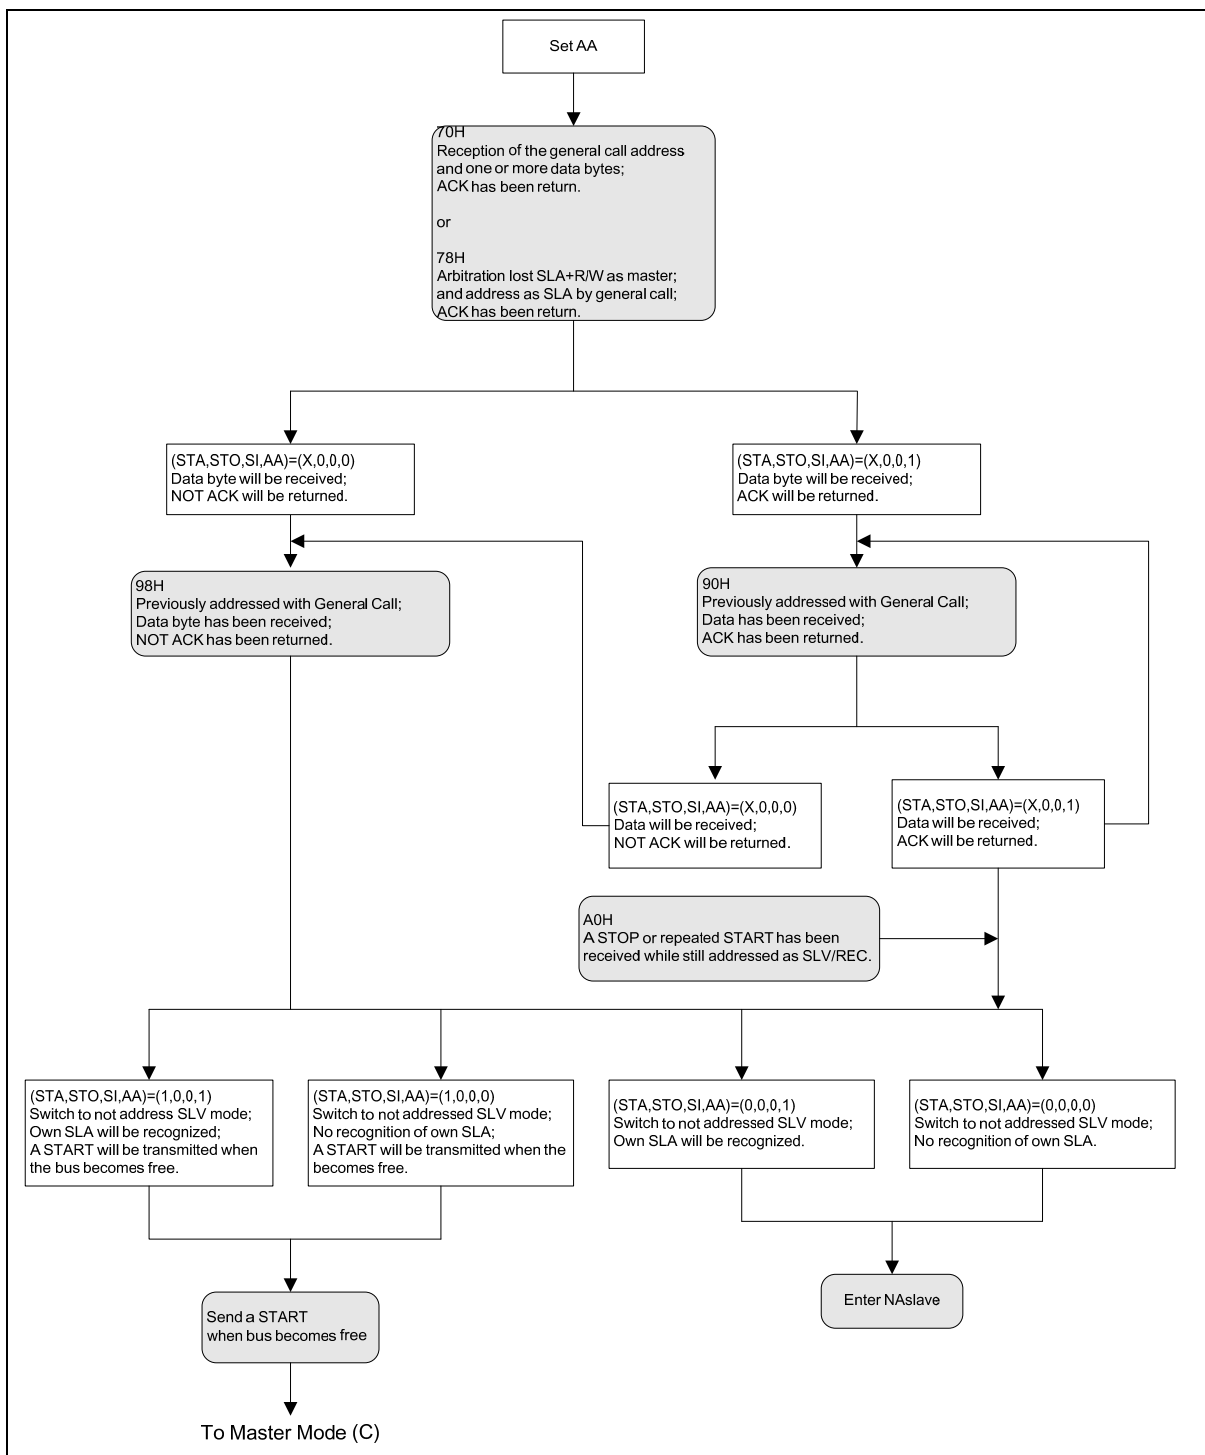 Set AA
70H
Reception of the general call address
and one or more data bytes;
ACK has been return.
or
78H
Arbitration lost SLA+R/W as master;
and address as SLA by general call;
ACK has been return.
(STA,STO,SI,AA)=(X,0,0,0)
Data byte will be received;
NOT ACK will be returned.
(STA,STO,SI,AA)=(X,0,0,1)
Data byte will be received;
ACK will be returned.
98H
Previously addressed with General Call;
Data byte has been received;
NOT ACK has been returned.
90H
Previously addressed with General Call;
Data has been received;
ACK has been returned.
(STA,STO,SI,AA)=(X,0,0,0)
Data will be received;
NOT ACK will be returned.
(STA,STO,SI,AA)=(X,0,0,1)
Data will be received;
ACK will be returned.
A0H
A STOP or repeated START has been
received while still addressed as SLV/REC.
(STA,STO,SI,AA)=(1,0,0,1)
Switch to not address SLV mode;
Own SLA will be recognized;
A START will be transmitted when
the bus becomes free.
(STA,STO,SI,AA)=(1,0,0,0)
Switch to not addressed SLV mode;
No recognition of own SLA;
A START will be transmitted when the
becomes free.
(STA,STO,SI,AA)=(0,0,0,1)
Switch to not addressed SLV mode;
Own SLA will be recognized.
(STA,STO,SI,AA)=(0,0,0,0)
Switch to not addressed SLV mode;
No recognition of own SLA.
Send a START
when bus becomes free
Enter NAslave
To Master Mode (C)